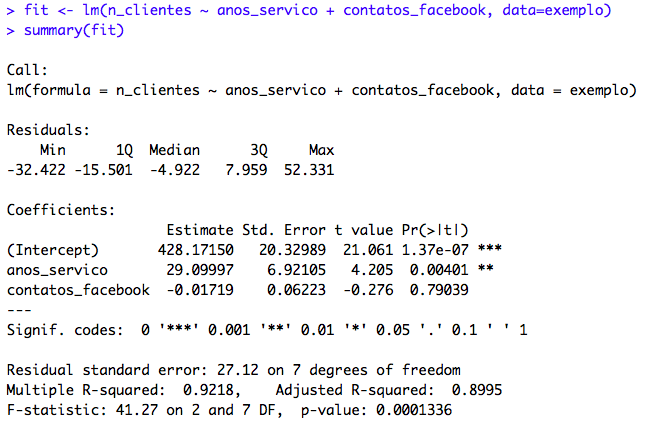 > fit <- lm(n_clientes ~ anos_servico + contatos_facebook, data=exemplo)
> summary(fit)
Call:
lm(formula = n_clientes ~ anos_servico + contatos_facebook, data = exemplo)
Residuals:
    Min      1Q  Median      3Q     Max
-32.422 -15.501  -4.922   7.959  52.331
Coefficients:
                   Estimate Std. Error t value Pr(>|t|)
(Intercept)       428.17150   20.32989  21.061 1.37e-07 ***
anos_servico       29.09997    6.92105   4.205  0.00401 **
contatos_facebook  -0.01719    0.06223  -0.276  0.79039
---
Signif. codes:  0 '***' 0.001 '**' 0.01 '*' 0.05 '.' 0.1 ' ' 1
Residual standard error: 27.12 on 7 degrees of freedom
Multiple R-squared:  0.9218,    Adjusted R-squared:  0.8995
F-statistic: 41.27 on 2 and 7 DF,  p-value: 0.0001336